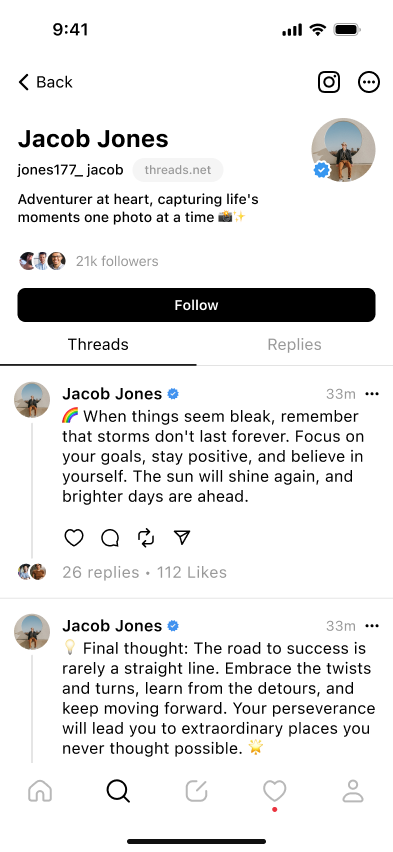 9:41
Back
Jacob Jones
jones177_ jacob threads.net
Adventurer at heart, capturing life's
moments one photo at a time 📸✨
21k followers
Follow
Threads Replies
Jacob Jones 33m
🌈 When things seem bleak, remember
that storms don't last forever. Focus on
your goals, stay positive, and believe in
yourself. The sun will shine again, and
brighter days are ahead.
26 replies • 112 Likes
Jacob Jones 33m
💡 Final thought: The road to success is
rarely a straight line. Embrace the twists
and turns, learn from the detours, and
keep moving forward. Your perseverance
will lead you to extraordinary places you
never thought possible. 🌟